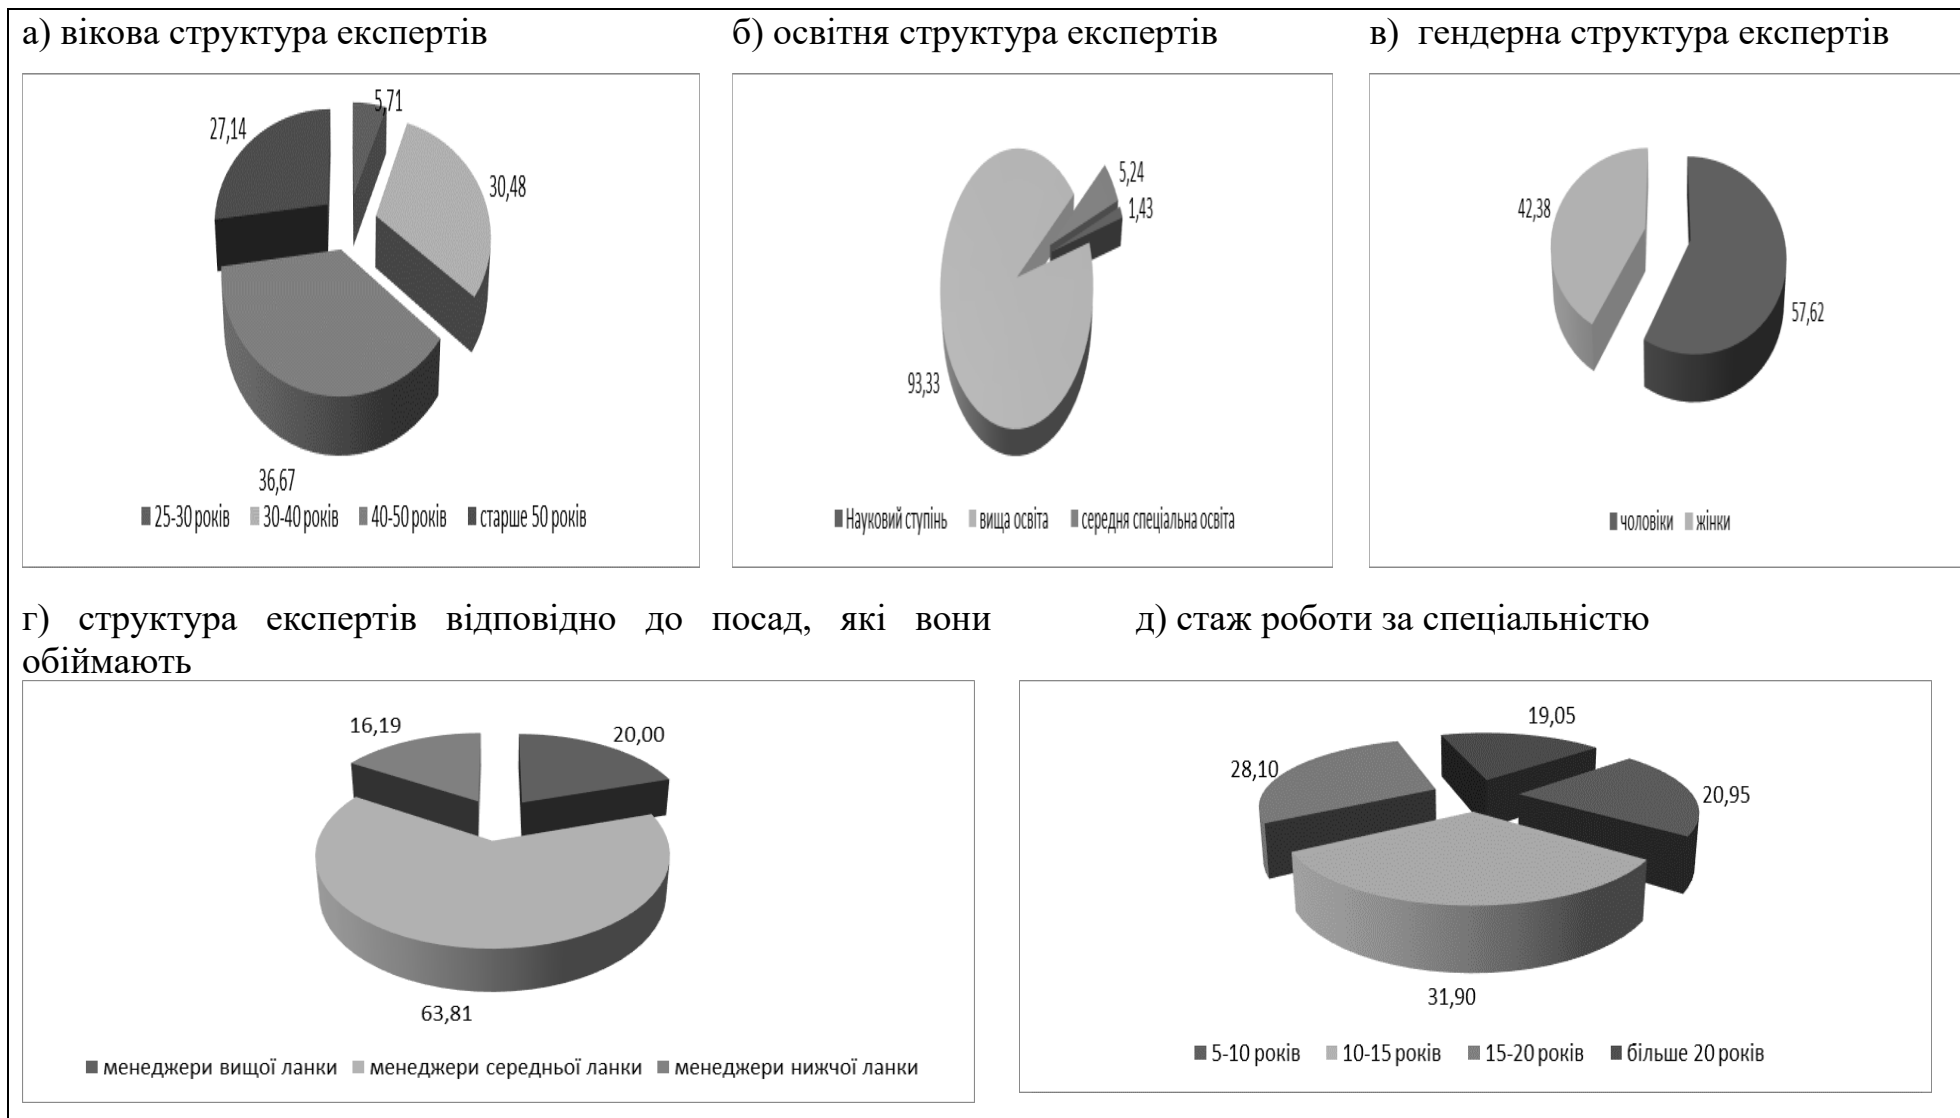 а) вікова структура експертів
б) освітня структура експертів
в) гендерна структура експертів
5,71
27,14
30,48
36,67
25-30 років 30-40 років 40-50 років старше 50 років
5,24
1,43
93,33
Науковий ступінь вища освіта середня спеціальна освіта
42,38
57,62
чоловіки жінки
г) структура експертів відповідно до посад, які вони
обіймають
д) стаж роботи за спеціальністю
16,19
20,00
63,81
менеджери вищої ланки менеджери середньої ланки менеджери нижчої ланки
19,05
28,10
20,95
31,90
5-10 років 10-15 років 15-20 років більше 20 років